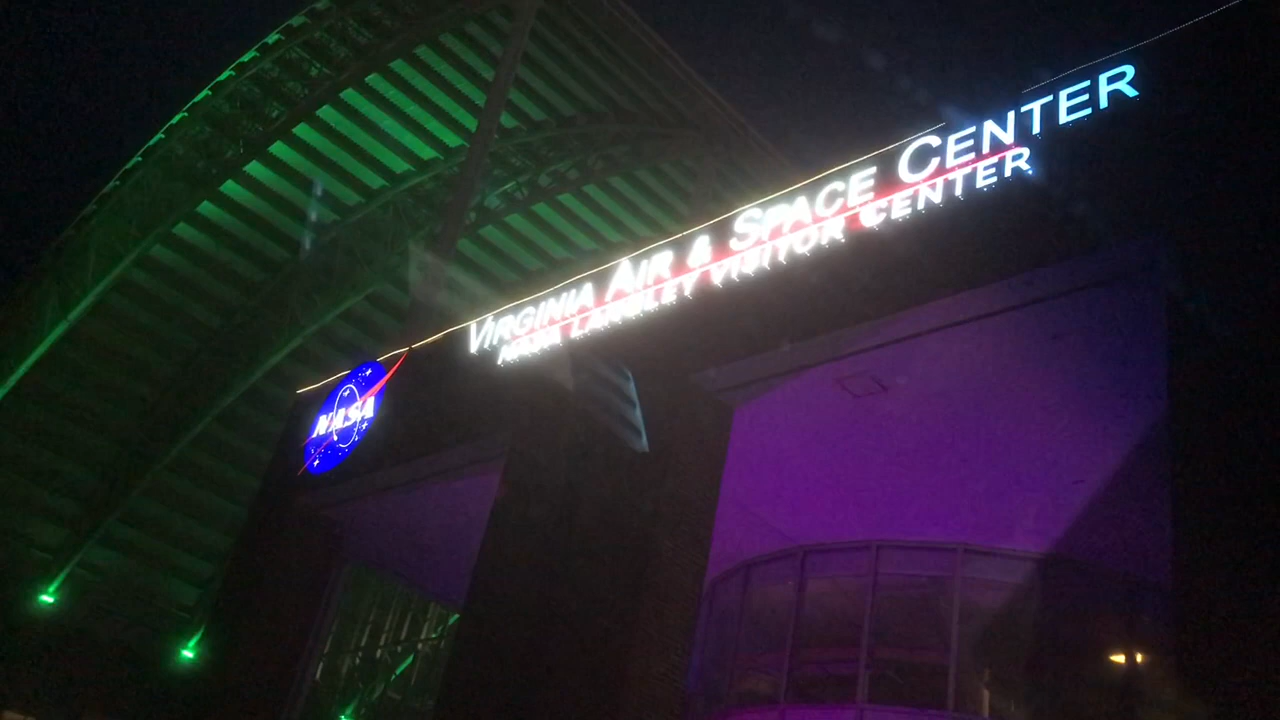 VIRGINIA AIR & SPACE CENTER
NASA LANGLEY VISITOR CENTER
NASA